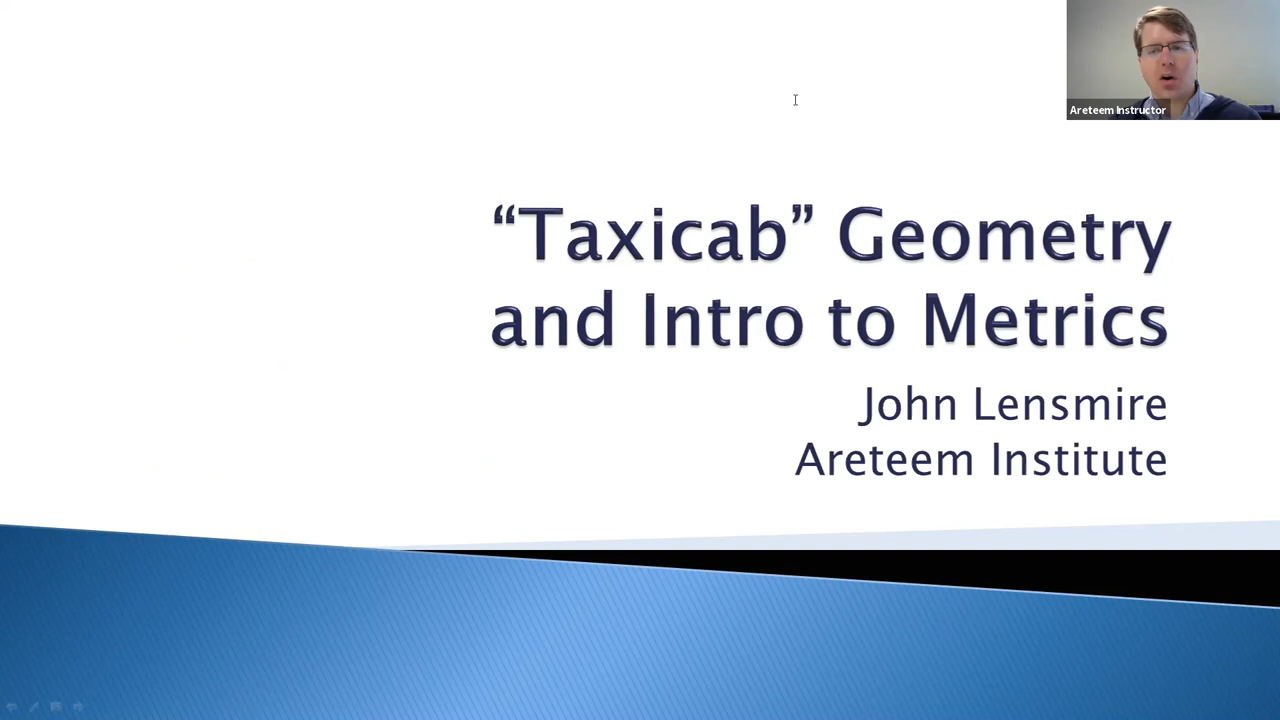 Areteem Instructor
“Taxicab” Geometry
and Intro to Metrics
John Lensmire
Areteem Institute